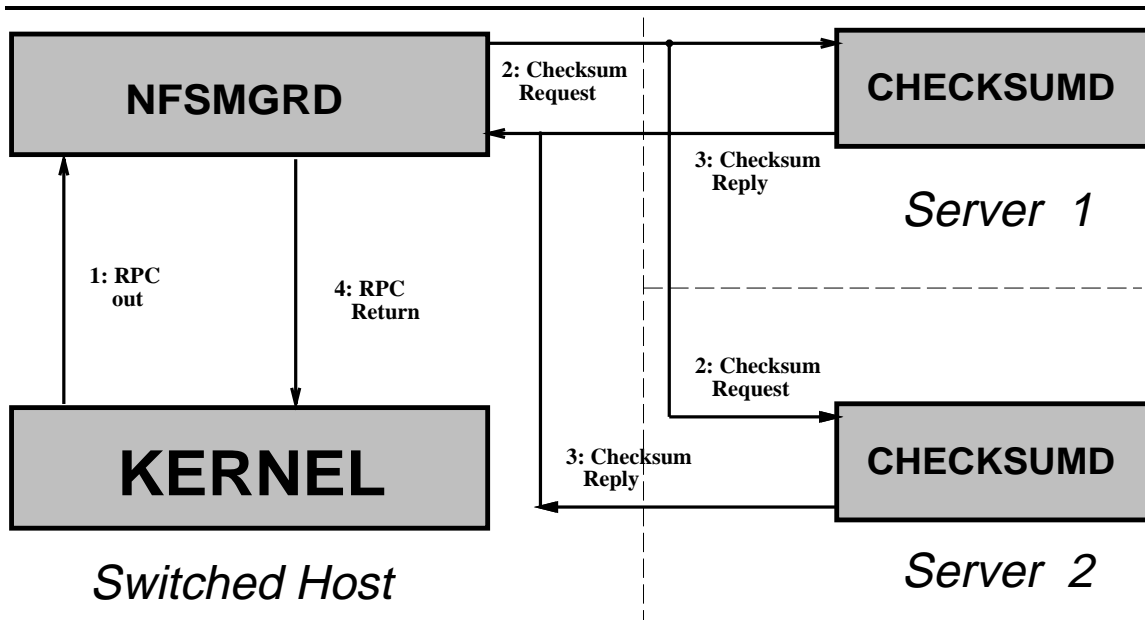 NFSMGRD
2: Checksum
Request
CHECKSUMD
3: Checksum
Reply
Server 1
1: RPC
out
4: RPC
Return
2: Checksum
Request
KERNEL
3: Checksum
Reply
CHECKSUMD
Switched Host
Server 2